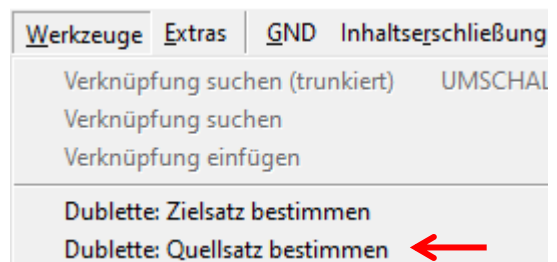 Werkzeuge Extras GND Inhaltserschließung
Verknüpfung suchen (trunkiert) UMSCHAL
Verknüpfung suchen
Verknüpfung einfügen
Dublette: Zielsatz bestimmen
Dublette: Quellsatz bestimmen